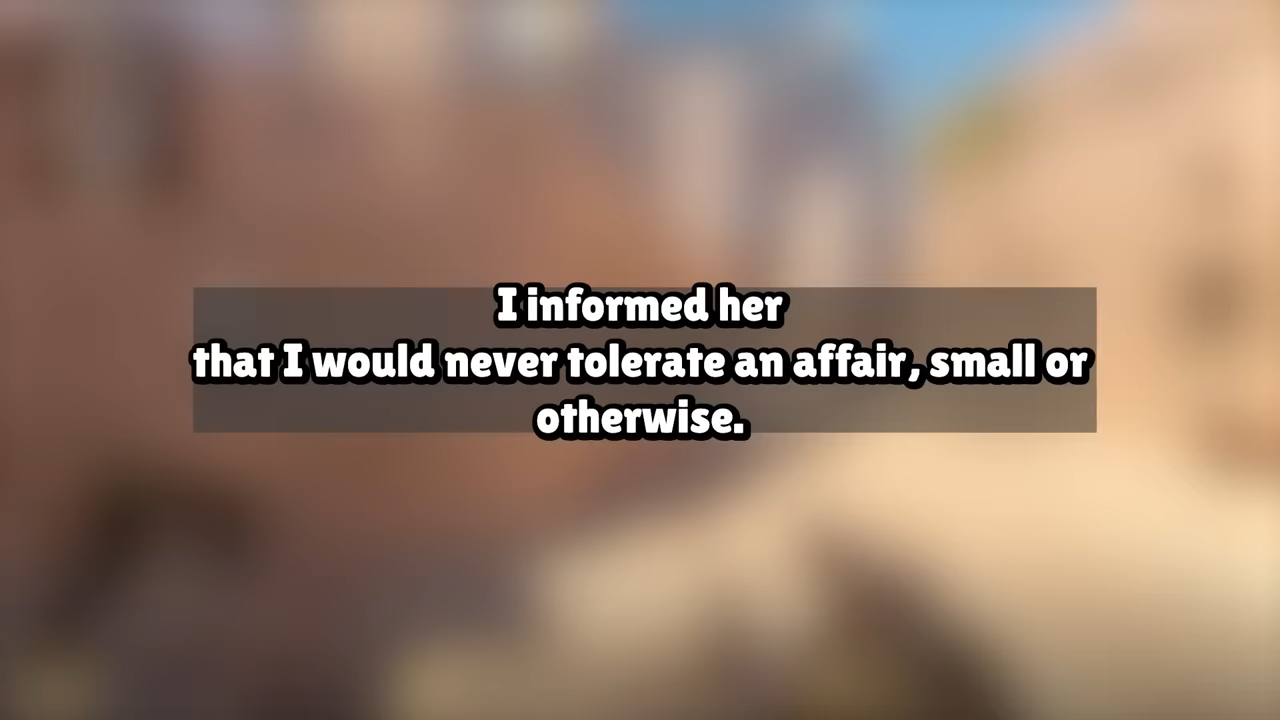 I informed her
that I would never tolerate an affair, small or
otherwise.